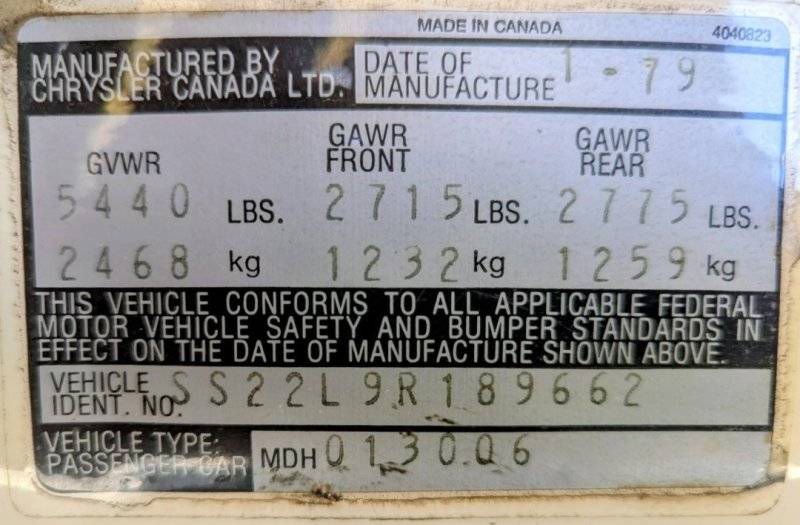 MADE IN CANADA 4040823
MANUFACTURED BY
CHRYSLER CANADA LTD.
DATE OF
MANUFACTURE 1-79
GVWR
GAWR
FRONT
GAWR
REAR
5440 LBS. 2715 LBS. 2775 LBS.
2468 kg 1232 kg 1259 kg
THIS VEHICLE CONFORMS TO ALL APPLICABLE FEDERAL
MOTOR VEHICLE SAFETY AND BUMPER STANDARDS IN
EFFECT ON THE DATE OF MANUFACTURE SHOWN ABOVE.
VEHICLE
IDENT. NO. SS22L9R189662
VEHICLE TYPE:
PASSENGER CAR
MDH 013006